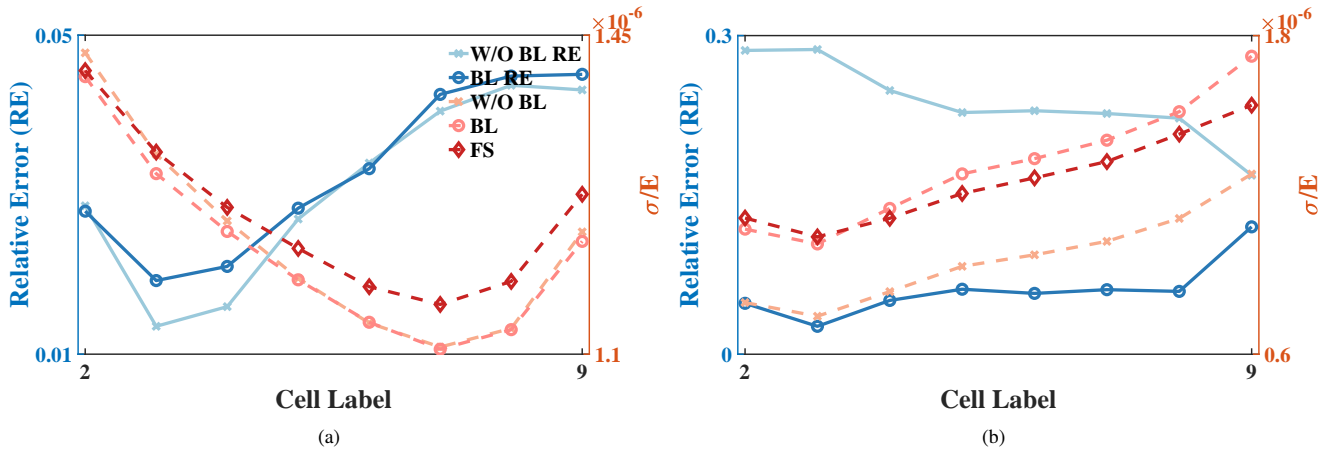 ×10⁻⁶
0.05
1.45
W/O BL RE
BL RE
W/O BL
BL
FS
Relative Error (RE)
σ/E
0.01
1.1
2
9
Cell Label
(a)
×10⁻⁶
0.3
1.8
Relative Error (RE)
σ/E
0
0.6
2
9
Cell Label
(b)